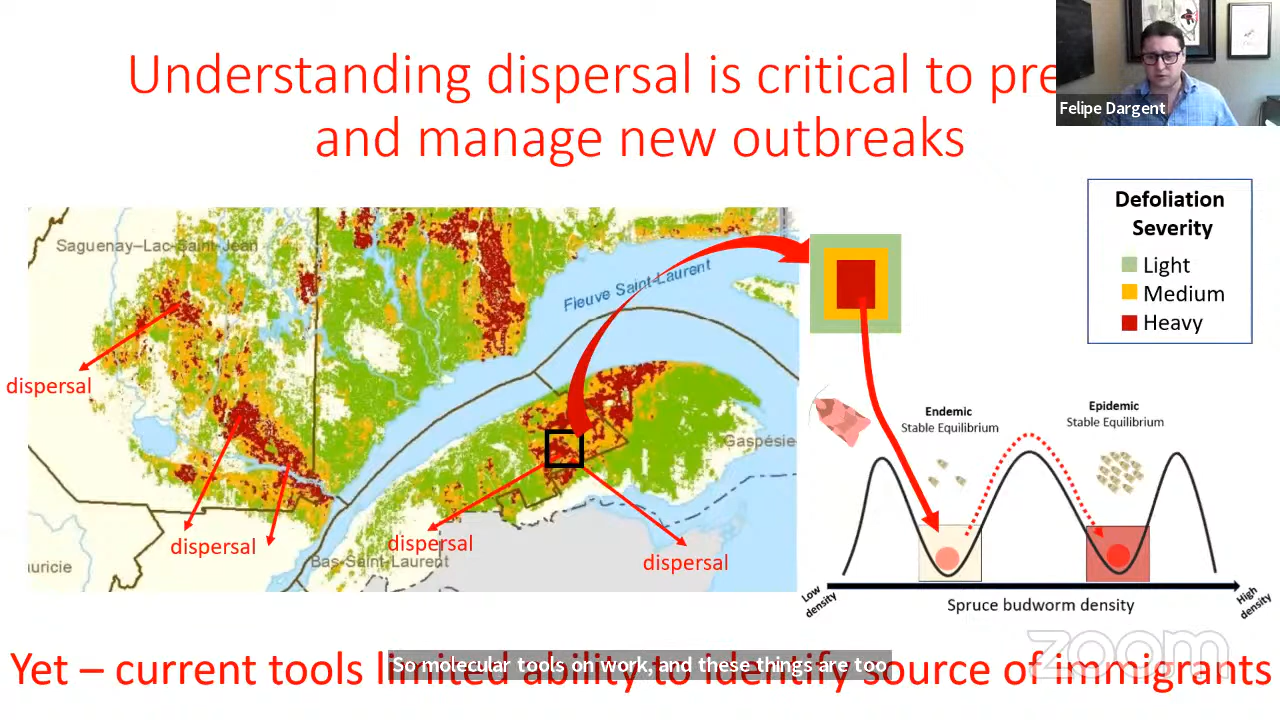 Understanding dispersal is critical to pre
and manage new outbreaks
Felipe Dargent
Defoliation
Severity
Light
Medium
Heavy
Saguenay–Lac-Saint-Jean
Fleuve Saint-Laurent
dispersal
Gaspésie
dispersal
dispersal
dispersal
Bas-Saint-Laurent
uricie
Endemic
Stable Equilibrium
Epidemic
Stable Equilibrium
Low
density
High
density
Spruce budworm density
zoom
Yet – current tools limited ability to identify source of immigrants
So molecular tools on work, and these things are too